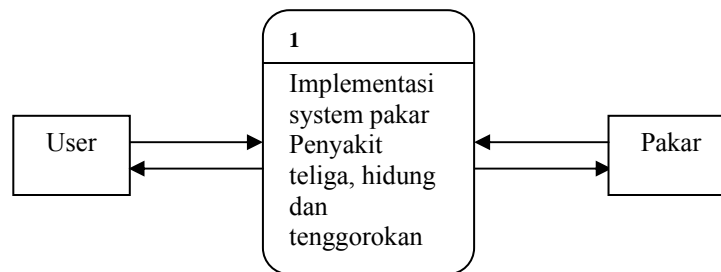 1
Implementasi
system pakar
Penyakit
teliga, hidung
dan
tenggorokan
User
Pakar